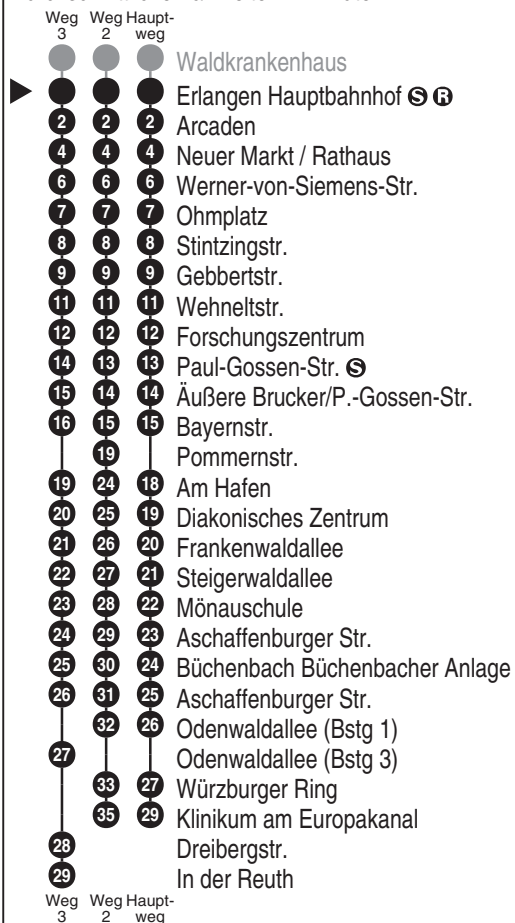 Weg Weg Haupt-
3 2 weg
Waldkrankenhaus
Erlangen Hauptbahnhof S R
2 2 2 Arcaden
4 4 4 Neuer Markt / Rathaus
6 6 6 Werner-von-Siemens-Str.
7 7 7 Ohmplatz
8 8 8 Stintzingstr.
9 9 9 Gebbertstr.
11 11 11 Wehneltstr.
12 12 12 Forschungszentrum
14 13 13 Paul-Gossen-Str. S
15 14 14 Äußere Brucker/P.-Gossen-Str.
16 15 15 Bayernstr.
19 Pommernstr.
19 24 18 Am Hafen
20 25 19 Diakonisches Zentrum
21 26 20 Frankenwaldallee
22 27 21 Steigerwaldallee
23 28 22 Mönauschule
24 29 23 Aschaffenburger Str.
25 30 24 Büchenbach Büchenbacher Anlage
26 31 25 Aschaffenburger Str.
32 26 Odenwaldallee (Bstg 1)
27 Odenwaldallee (Bstg 3)
33 27 Würzburger Ring
35 29 Klinikum am Europakanal
28 Dreibergstr.
29 In der Reuth
Weg Weg Haupt-
3 2 weg